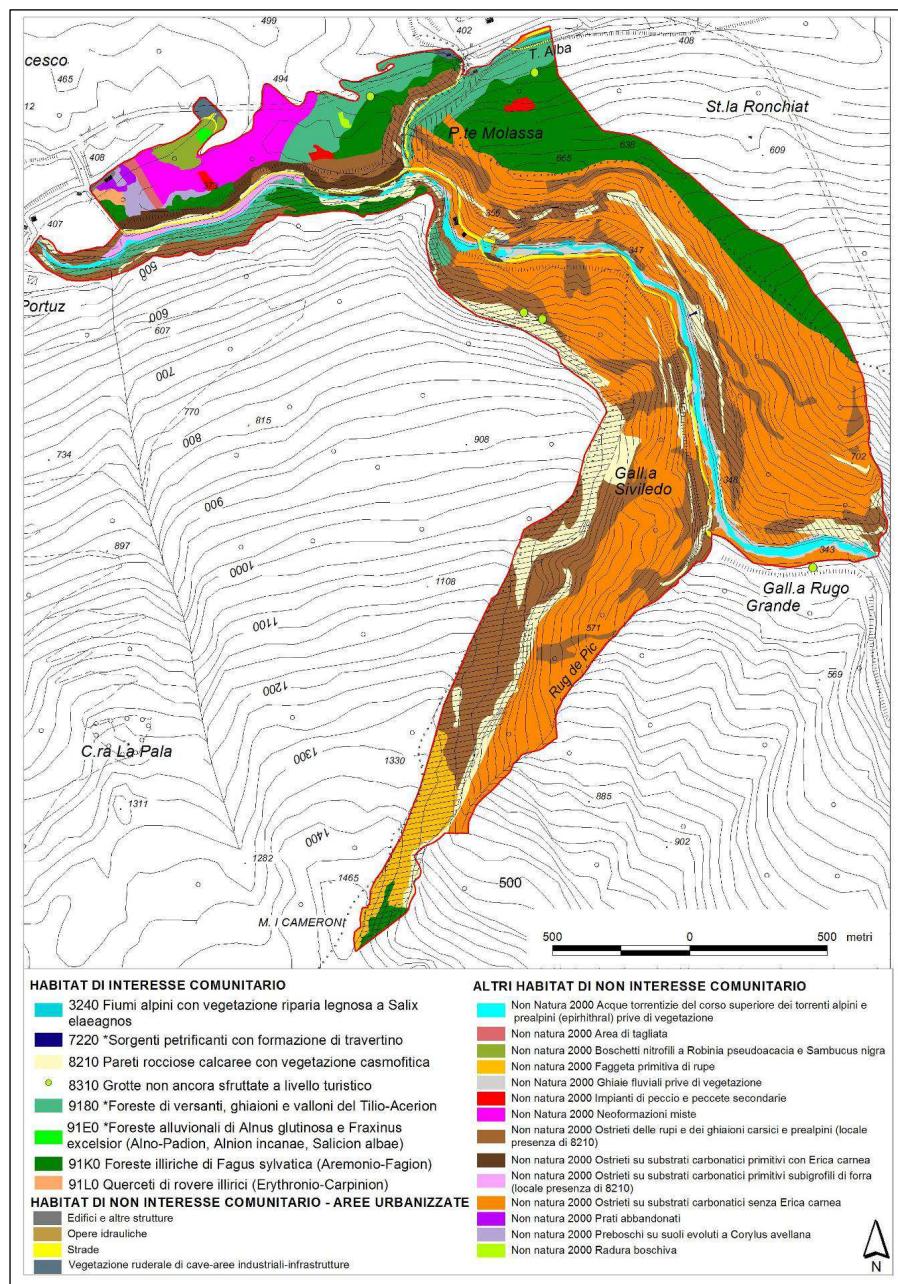 499
402
408
T. Alba
cesco
465
494
St.la Ronchiat
12
P.te Molassa
638
609
665
408
373
407
356
347
500
Portuz
600
607
700
770
815
800
908
734
702
Gall.a
Siviledo
900
348
897
343
1000
1108
Gall.a Rugo
Grande
1100
571
Rug de Pic
569
1200
C.ra La Pala
1300
1330
1311
885
1400
902
1282
1465
500
M. I CAMERONI
500 0 500 metri
HABITAT DI INTERESSE COMUNITARIO
3240 Fiumi alpini con vegetazione riparia legnosa a Salix
elaeagnos
7220 *Sorgenti petrificanti con formazione di travertino
8210 Pareti rocciose calcaree con vegetazione casmofitica
8310 Grotte non ancora sfruttate a livello turistico
9180 *Foreste di versanti, ghiaioni e valloni del Tilio-Acerion
91E0 *Foreste alluvionali di Alnus glutinosa e Fraxinus
excelsior (Alno-Padion, Alnion incanae, Salicion albae)
91K0 Foreste illiriche di Fagus sylvatica (Aremonio-Fagion)
91L0 Querceti di rovere illirici (Erythronio-Carpinion)
HABITAT DI NON INTERESSE COMUNITARIO - AREE URBANIZZATE
Edifici e altre strutture
Opere idrauliche
Strade
Vegetazione ruderale di cave-aree industriali-infrastrutture
ALTRI HABITAT DI NON INTERESSE COMUNITARIO
Non Natura 2000 Acque torrentizie del corso superiore dei torrenti alpini e
prealpini (epirhithral) prive di vegetazione
Non natura 2000 Area di tagliata
Non natura 2000 Boschetti nitrofili a Robinia pseudoacacia e Sambucus nigra
Non natura 2000 Faggeta primitiva di rupe
Non Natura 2000 Ghiaie fluviali prive di vegetazione
Non natura 2000 Impianti di peccio e peccete secondarie
Non Natura 2000 Neoformazioni miste
Non natura 2000 Ostrieti delle rupi e dei ghiaioni carsici e prealpini (locale
presenza di 8210)
Non natura 2000 Ostrieti su substrati carbonatici primitivi con Erica carnea
Non natura 2000 Ostrieti su substrati carbonatici primitivi subigrofili di forra
(locale presenza di 8210)
Non natura 2000 Ostrieti su substrati carbonatici senza Erica carnea
Non natura 2000 Prati abbandonati
Non natura 2000 Preboschi su suoli evoluti a Corylus avellana
Non natura 2000 Radura boschiva
N